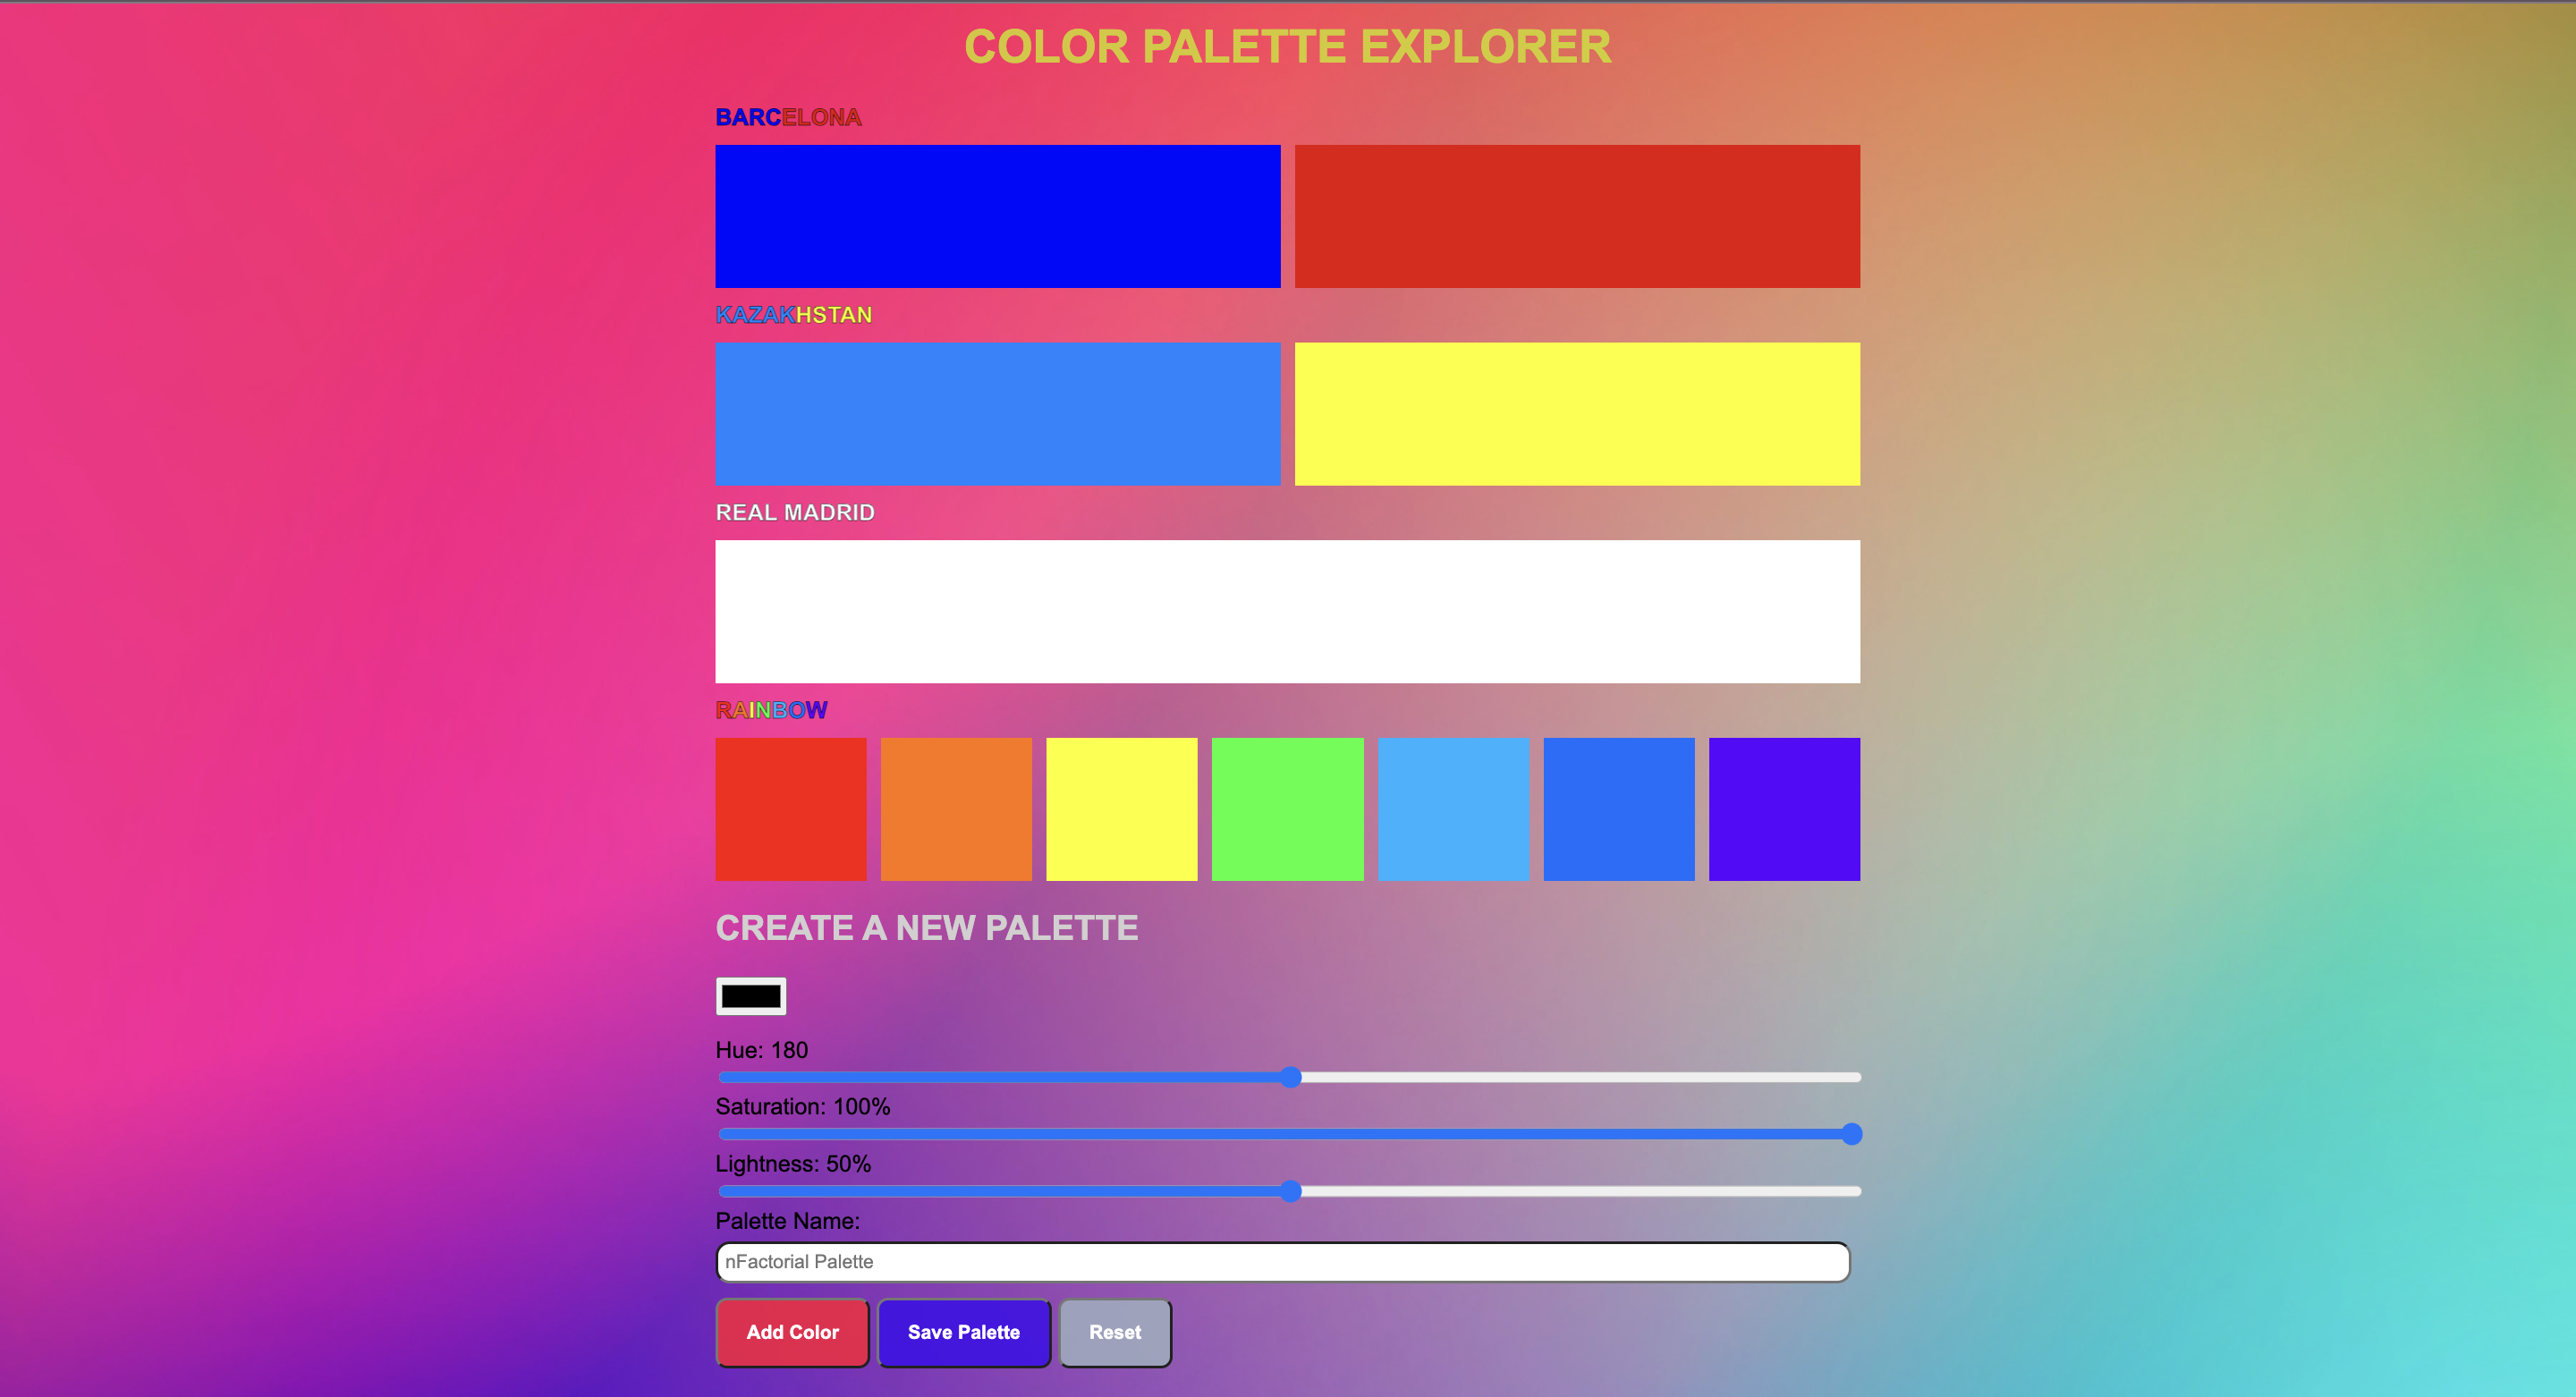 COLOR PALETTE EXPLORER
BARCELONA
KAZAKHSTAN
REAL MADRID
RAINBOW
CREATE A NEW PALETTE
Hue: 180
Saturation: 100%
Lightness: 50%
Palette Name:
nFactorial Palette
Add Color Save Palette Reset